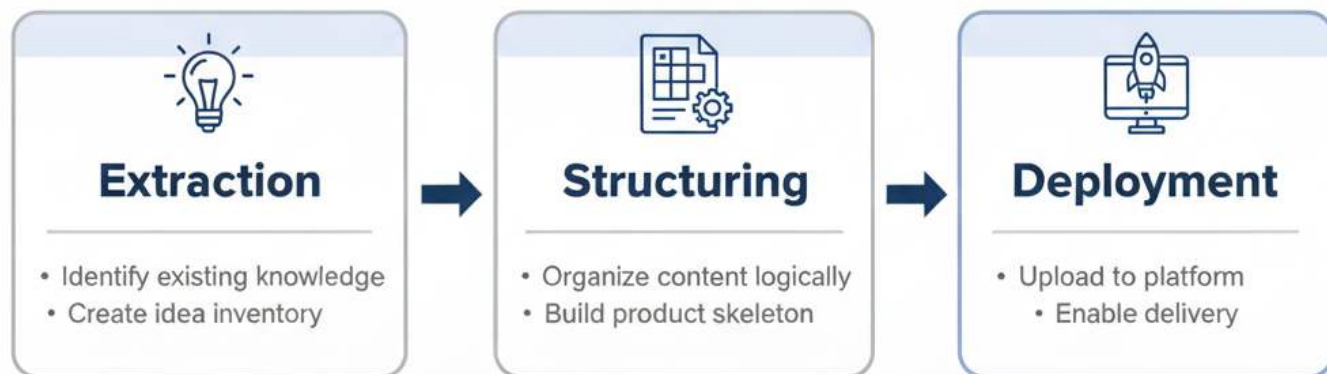 Extraction
• Identify existing knowledge
• Create idea inventory
Structuring
• Organize content logically
• Build product skeleton
Deployment
• Upload to platform
• Enable delivery